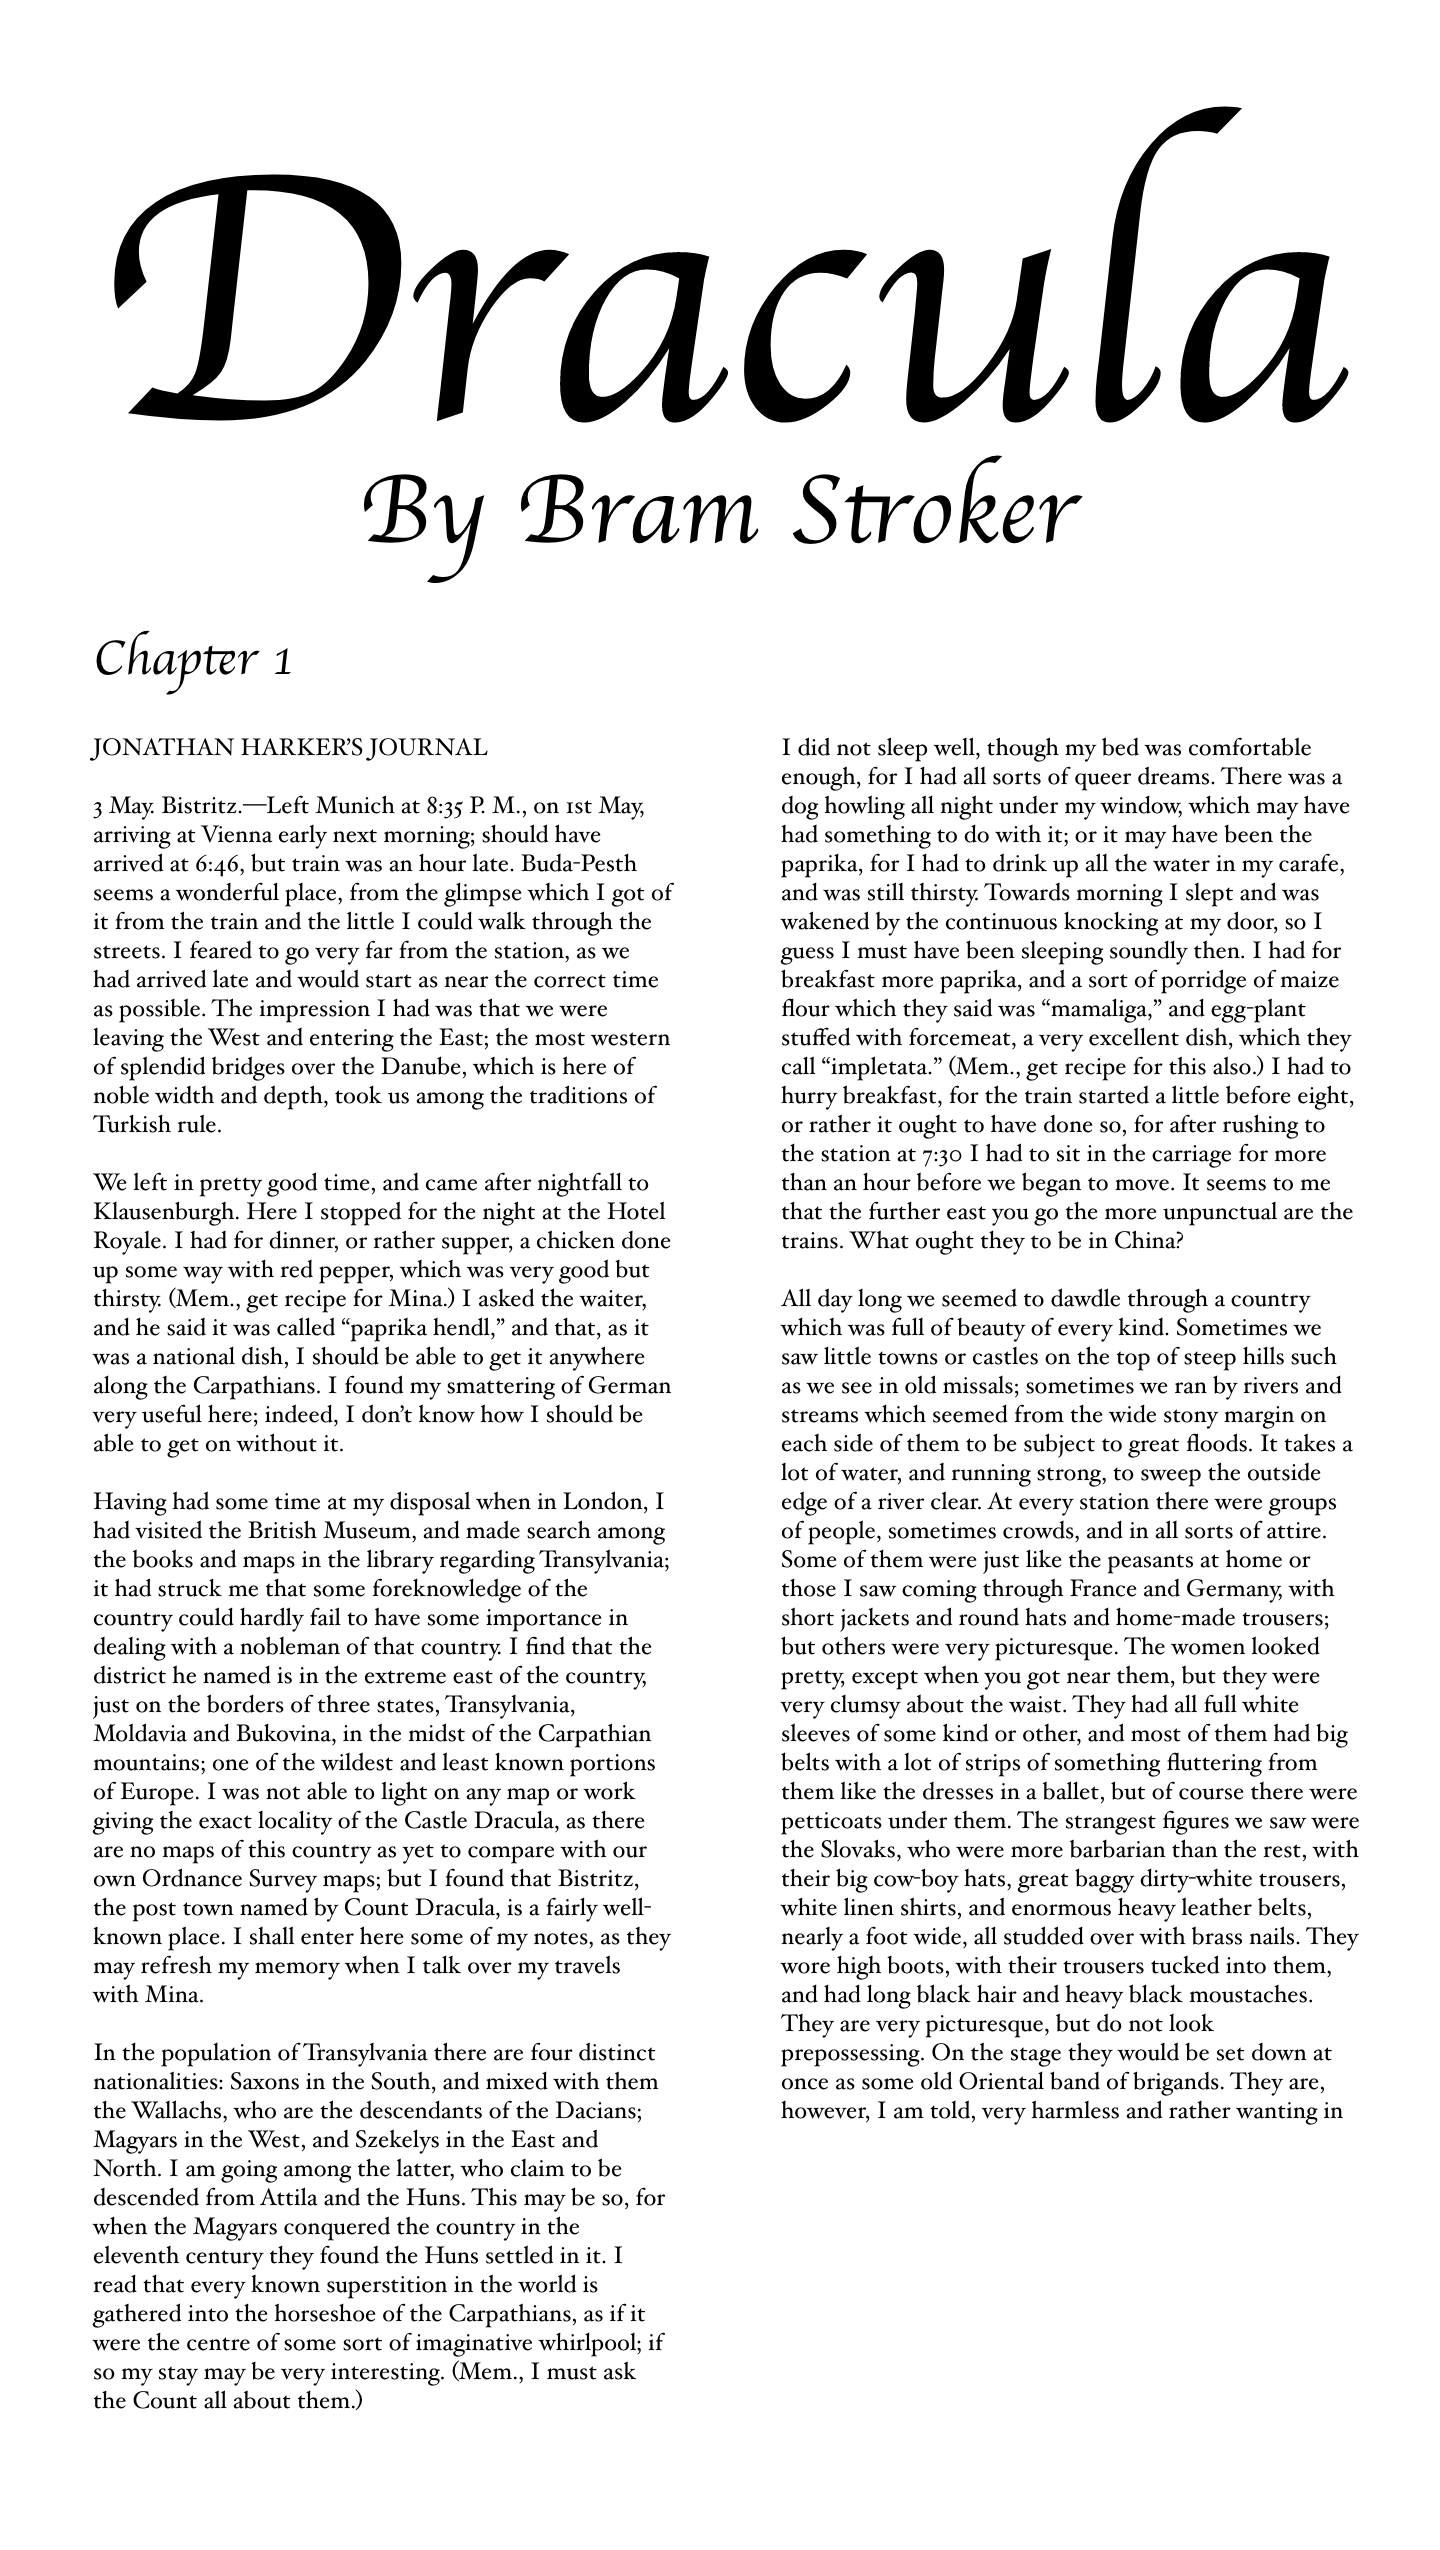 Dracula
By Bram Stroker
Chapter 1
JONATHAN HARKER’S JOURNAL
3 May. Bistritz.—Left Munich at 8:35 P. M., on 1st May,
arriving at Vienna early next morning; should have
arrived at 6:46, but train was an hour late. Buda-Pesth
seems a wonderful place, from the glimpse which I got of
it from the train and the little I could walk through the
streets. I feared to go very far from the station, as we
had arrived late and would start as near the correct time
as possible. The impression I had was that we were
leaving the West and entering the East; the most western
of splendid bridges over the Danube, which is here of
noble width and depth, took us among the traditions of
Turkish rule.
We left in pretty good time, and came after nightfall to
Klausenburgh. Here I stopped for the night at the Hotel
Royale. I had for dinner, or rather supper, a chicken done
up some way with red pepper, which was very good but
thirsty. (Mem., get recipe for Mina.) I asked the waiter,
and he said it was called “paprika hendl,” and that, as it
was a national dish, I should be able to get it anywhere
along the Carpathians. I found my smattering of German
very useful here; indeed, I don’t know how I should be
able to get on without it.
Having had some time at my disposal when in London, I
had visited the British Museum, and made search among
the books and maps in the library regarding Transylvania;
it had struck me that some foreknowledge of the
country could hardly fail to have some importance in
dealing with a nobleman of that country. I find that the
district he named is in the extreme east of the country,
just on the borders of three states, Transylvania,
Moldavia and Bukovina, in the midst of the Carpathian
mountains; one of the wildest and least known portions
of Europe. I was not able to light on any map or work
giving the exact locality of the Castle Dracula, as there
are no maps of this country as yet to compare with our
own Ordnance Survey maps; but I found that Bistritz,
the post town named by Count Dracula, is a fairly well-
known place. I shall enter here some of my notes, as they
may refresh my memory when I talk over my travels
with Mina.
In the population of Transylvania there are four distinct
nationalities: Saxons in the South, and mixed with them
the Wallachs, who are the descendants of the Dacians;
Magyars in the West, and Szekelys in the East and
North. I am going among the latter, who claim to be
descended from Attila and the Huns. This may be so, for
when the Magyars conquered the country in the
eleventh century they found the Huns settled in it. I
read that every known superstition in the world is
gathered into the horseshoe of the Carpathians, as if it
were the centre of some sort of imaginative whirlpool; if
so my stay may be very interesting. (Mem., I must ask
the Count all about them.)
I did not sleep well, though my bed was comfortable
enough, for I had all sorts of queer dreams. There was a
dog howling all night under my window, which may have
had something to do with it; or it may have been the
paprika, for I had to drink up all the water in my carafe,
and was still thirsty. Towards morning I slept and was
wakened by the continuous knocking at my door, so I
guess I must have been sleeping soundly then. I had for
breakfast more paprika, and a sort of porridge of maize
flour which they said was “mamaliga,” and egg-plant
stuffed with forcemeat, a very excellent dish, which they
call “impletata.” (Mem., get recipe for this also.) I had to
hurry breakfast, for the train started a little before eight,
or rather it ought to have done so, for after rushing to
the station at 7:30 I had to sit in the carriage for more
than an hour before we began to move. It seems to me
that the further east you go the more unpunctual are the
trains. What ought they to be in China?
All day long we seemed to dawdle through a country
which was full of beauty of every kind. Sometimes we
saw little towns or castles on the top of steep hills such
as we see in old missals; sometimes we ran by rivers and
streams which seemed from the wide stony margin on
each side of them to be subject to great floods. It takes a
lot of water, and running strong, to sweep the outside
edge of a river clear. At every station there were groups
of people, sometimes crowds, and in all sorts of attire.
Some of them were just like the peasants at home or
those I saw coming through France and Germany, with
short jackets and round hats and home-made trousers;
but others were very picturesque. The women looked
pretty, except when you got near them, but they were
very clumsy about the waist. They had all full white
sleeves of some kind or other, and most of them had big
belts with a lot of strips of something fluttering from
them like the dresses in a ballet, but of course there were
petticoats under them. The strangest figures we saw were
the Slovaks, who were more barbarian than the rest, with
their big cow-boy hats, great baggy dirty-white trousers,
white linen shirts, and enormous heavy leather belts,
nearly a foot wide, all studded over with brass nails. They
wore high boots, with their trousers tucked into them,
and had long black hair and heavy black moustaches.
They are very picturesque, but do not look
prepossessing. On the stage they would be set down at
once as some old Oriental band of brigands. They are,
however, I am told, very harmless and rather wanting in